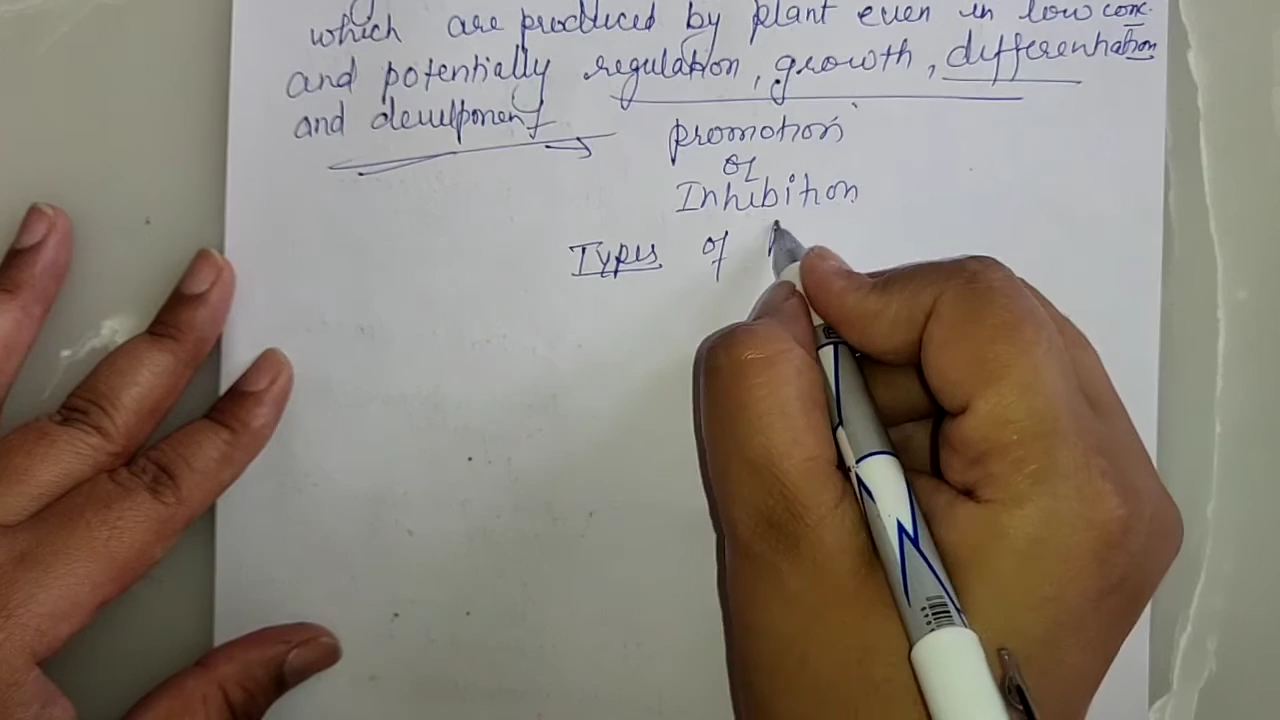 which are produced by plant even in low conc.
and potentially regulation, growth, differentiation
and development
promotion
or
Inhibition
Types of